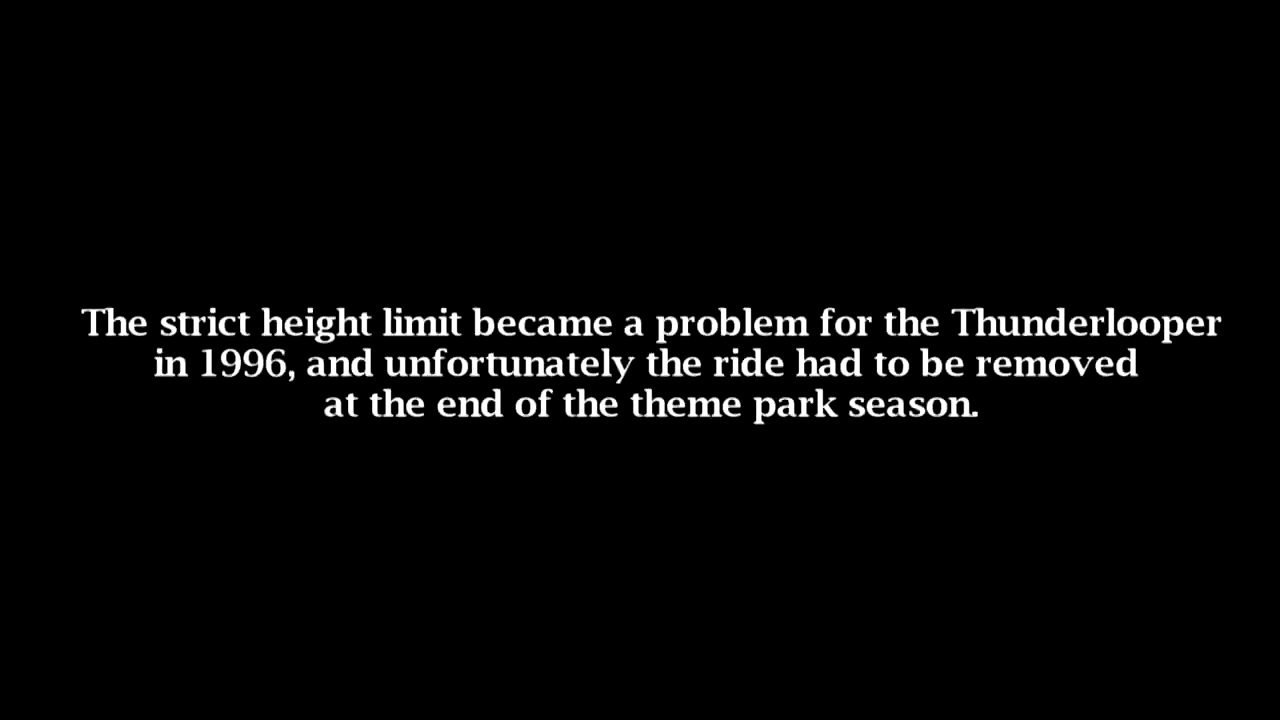 The strict height limit became a problem for the Thunderlooper
in 1996, and unfortunately the ride had to be removed
at the end of the theme park season.